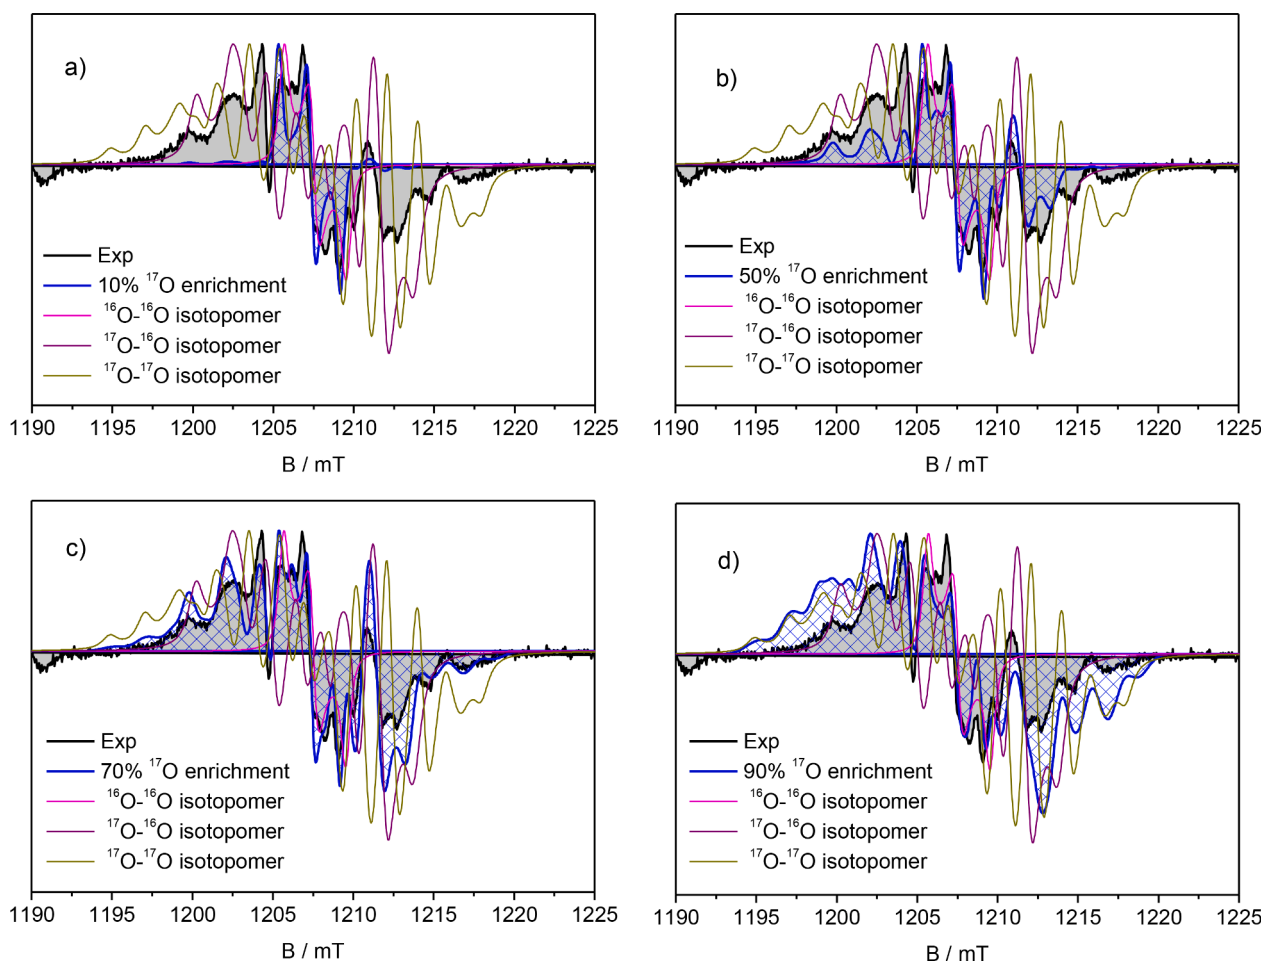 a)
Exp
10% ¹⁷O enrichment
¹⁶O-¹⁶O isotopomer
¹⁷O-¹⁶O isotopomer
¹⁷O-¹⁷O isotopomer
1190 1195 1200 1205 1210 1215 1220 1225
B / mT
b)
Exp
50% ¹⁷O enrichment
¹⁶O-¹⁶O isotopomer
¹⁷O-¹⁶O isotopomer
¹⁷O-¹⁷O isotopomer
1190 1195 1200 1205 1210 1215 1220 1225
B / mT
c)
Exp
70% ¹⁷O enrichment
¹⁶O-¹⁶O isotopomer
¹⁷O-¹⁶O isotopomer
¹⁷O-¹⁷O isotopomer
1190 1195 1200 1205 1210 1215 1220 1225
B / mT
d)
Exp
90% ¹⁷O enrichment
¹⁶O-¹⁶O isotopomer
¹⁷O-¹⁶O isotopomer
¹⁷O-¹⁷O isotopomer
1190 1195 1200 1205 1210 1215 1220 1225
B / mT